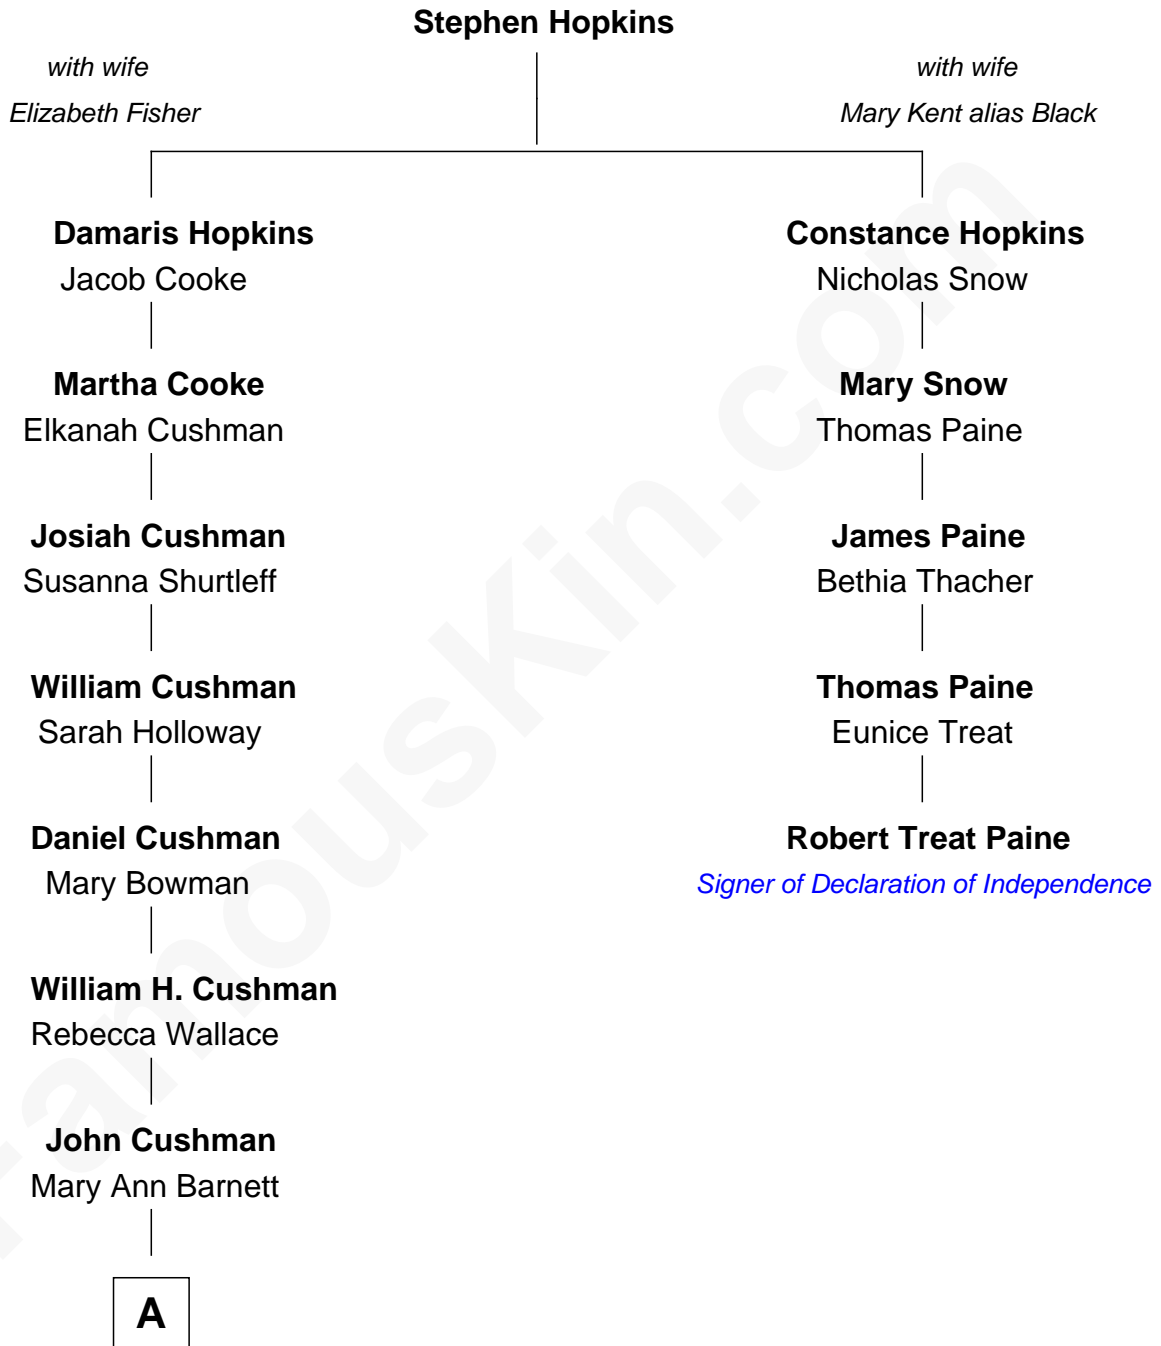 Stephen Hopkins
with wife
Elizabeth Fisher
with wife
Mary Kent alias Black
Damaris Hopkins
Jacob Cooke
Martha Cooke
Elkanah Cushman
Josiah Cushman
Susanna Shurtleff
William Cushman
Sarah Holloway
Daniel Cushman
Mary Bowman
William H. Cushman
Rebecca Wallace
John Cushman
Mary Ann Barnett
A
Constance Hopkins
Nicholas Snow
Mary Snow
Thomas Paine
James Paine
Bethia Thacher
Thomas Paine
Eunice Treat
Robert Treat Paine
Signer of Declaration of Independence
FamousKin.com